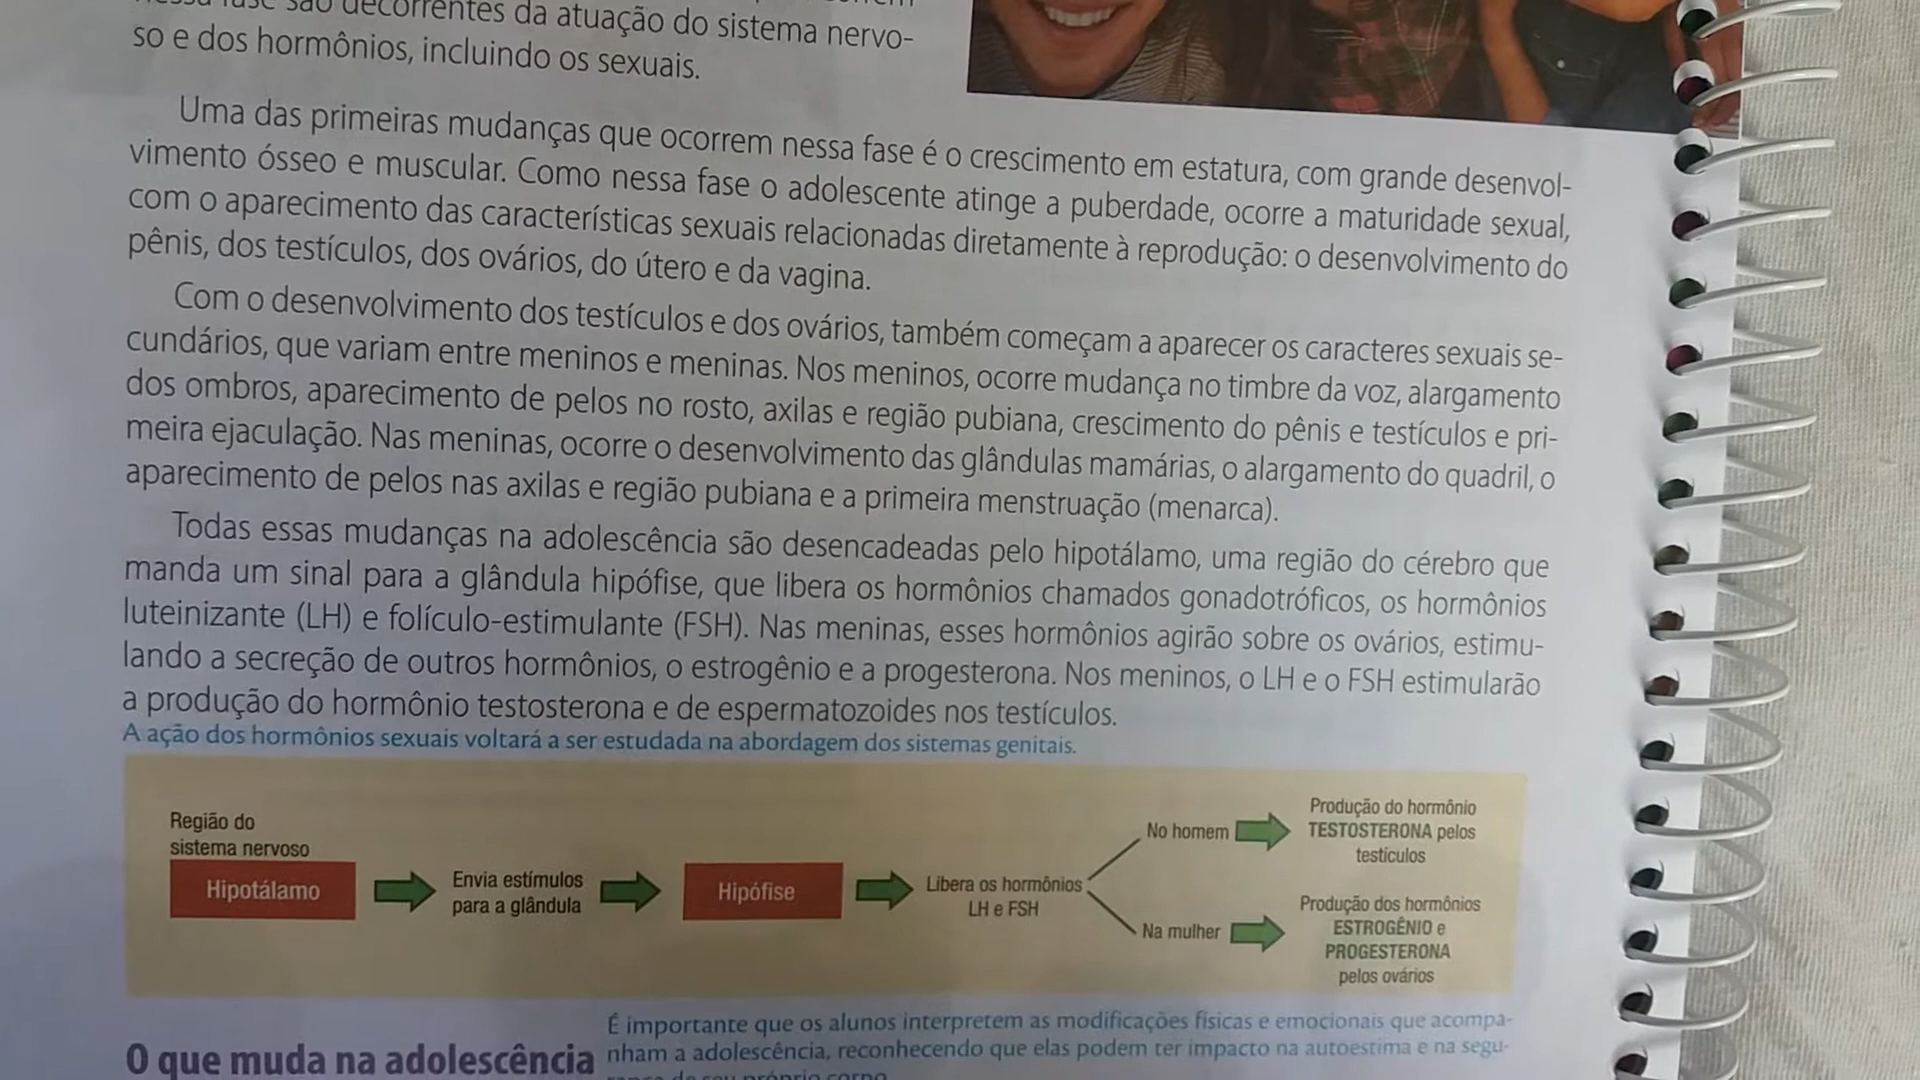 são decorrentes da atuação do sistema nervo-
so e dos hormônios, incluindo os sexuais.
Uma das primeiras mudanças que ocorrem nessa fase é o crescimento em estatura, com grande desenvol-
vimento ósseo e muscular. Como nessa fase o adolescente atinge a puberdade, ocorre a maturidade sexual,
com o aparecimento das características sexuais relacionadas diretamente à reprodução: o desenvolvimento do
pênis, dos testículos, dos ovários, do útero e da vagina.
Com o desenvolvimento dos testículos e dos ovários, também começam a aparecer os caracteres sexuais se-
cundários, que variam entre meninos e meninas. Nos meninos, ocorre mudança no timbre da voz, alargamento
dos ombros, aparecimento de pelos no rosto, axilas e região pubiana, crescimento do pênis e testículos e pri-
meira ejaculação. Nas meninas, ocorre o desenvolvimento das glândulas mamárias, o alargamento do quadril, o
aparecimento de pelos nas axilas e região pubiana e a primeira menstruação (menarca).
Todas essas mudanças na adolescência são desencadeadas pelo hipotálamo, uma região do cérebro que
manda um sinal para a glândula hipófise, que libera os hormônios chamados gonadotróficos, os hormônios
luteinizante (LH) e folículo-estimulante (FSH). Nas meninas, esses hormônios agirão sobre os ovários, estimu-
lando a secreção de outros hormônios, o estrogênio e a progesterona. Nos meninos, o LH e o FSH estimularão
a produção do hormônio testosterona e de espermatozoides nos testículos.
A ação dos hormônios sexuais voltará a ser estudada na abordagem dos sistemas genitais.
Região do
sistema nervoso
Hipotálamo
Envia estímulos
para a glândula
Hipófise
Libera os hormônios
LH e FSH
No homem
Produção do hormônio
TESTOSTERONA pelos
testículos
Na mulher
Produção dos hormônios
ESTROGÊNIO e
PROGESTERONA
pelos ovários
O que muda na adolescência
É importante que os alunos interpretem as modificações físicas e emocionais que acompa-
nham a adolescência, reconhecendo que elas podem ter impacto na autoestima e na segu-